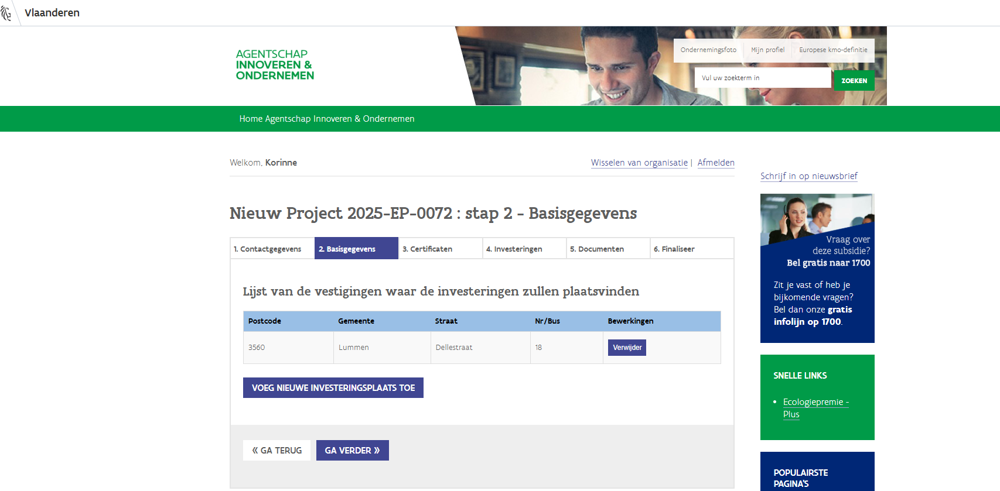 Vlaanderen
AGENTSCHAP
INNOVEREN &
ONDERNEMEN
Ondernemingsfoto
Mijn profiel
Europese kmo-definitie
Vul uw zoekterm in
ZOEKEN
Home Agentschap Innoveren & Ondernemen
Welkom, Korinne
Wisselen van organisatie | Afmelden
Nieuw Project 2025-EP-0072 : stap 2 - Basisgegevens
1. Contactgegevens
2. Basisgegevens
3. Certificaten
4. Investeringen
5. Documenten
6. Finaliseer
Lijst van de vestigingen waar de investeringen zullen plaatsvinden
Postcode Gemeente Straat Nr/Bus Bewerkingen
3560 Lummen Dellestraat 18 Verwijder
VOEG NIEUWE INVESTERINGSPLAATS TOE
« GA TERUG
GA VERDER »
Schrijf in op nieuwsbrief
Vraag over
deze subsidie?
Bel gratis naar 1700
Zit je vast of heb je
bijkomende vragen?
Bel dan onze gratis
infolijn op 1700.
SNELLE LINKS
• Ecologiepremie -
Plus
POPULAIRSTE
PAGINA'S